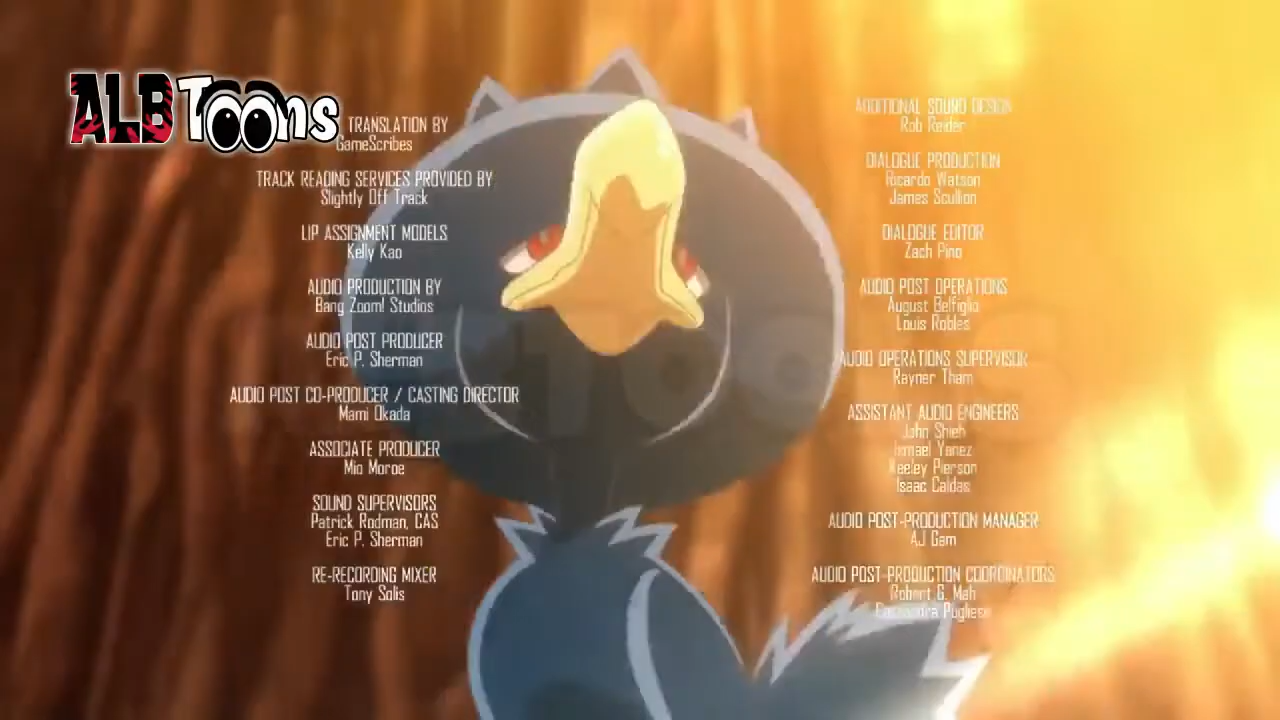 ALBToons
TRANSLATION BY
GameScribes
TRACK READING SERVICES PROVIDED BY
Slightly Off Track
LIP ASSIGNMENT MODELS
Kelly Kao
AUDIO PRODUCTION BY
Bang Zoom! Studios
AUDIO POST PRODUCER
Eric P. Sherman
AUDIO POST CO-PRODUCER / CASTING DIRECTOR
Mami Okada
ASSOCIATE PRODUCER
Mio Moroe
SOUND SUPERVISORS
Patrick Rodman, CAS
Eric P. Sherman
RE-RECORDING MIXER
Tony Solis
ADDITIONAL SOUND DESIGN
Rob Reider
DIALOGUE PRODUCTION
Ricardo Watson
James Scullion
DIALOGUE EDITOR
Zach Pino
AUDIO POST OPERATIONS
August Belfiglio
Louis Robles
AUDIO OPERATIONS SUPERVISOR
Rayner Tham
ASSISTANT AUDIO ENGINEERS
John Shieh
Ismael Yanez
Keeley Pierson
Isaac Caldas
AUDIO POST-PRODUCTION MANAGER
AJ Gam
AUDIO POST-PRODUCTION COORDINATORS
Robert G. Mah
Cassandra Pugliese